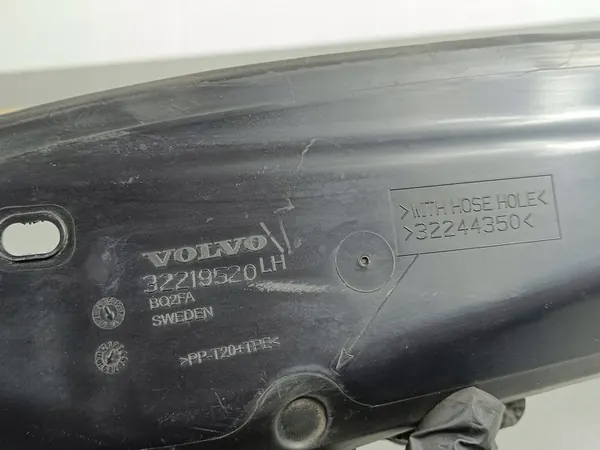 VOLVO
32219520 LH
BQ2FA
SWEDEN
>PP-T20+TPE<
>WITH HOSE HOLE<
>32244350<